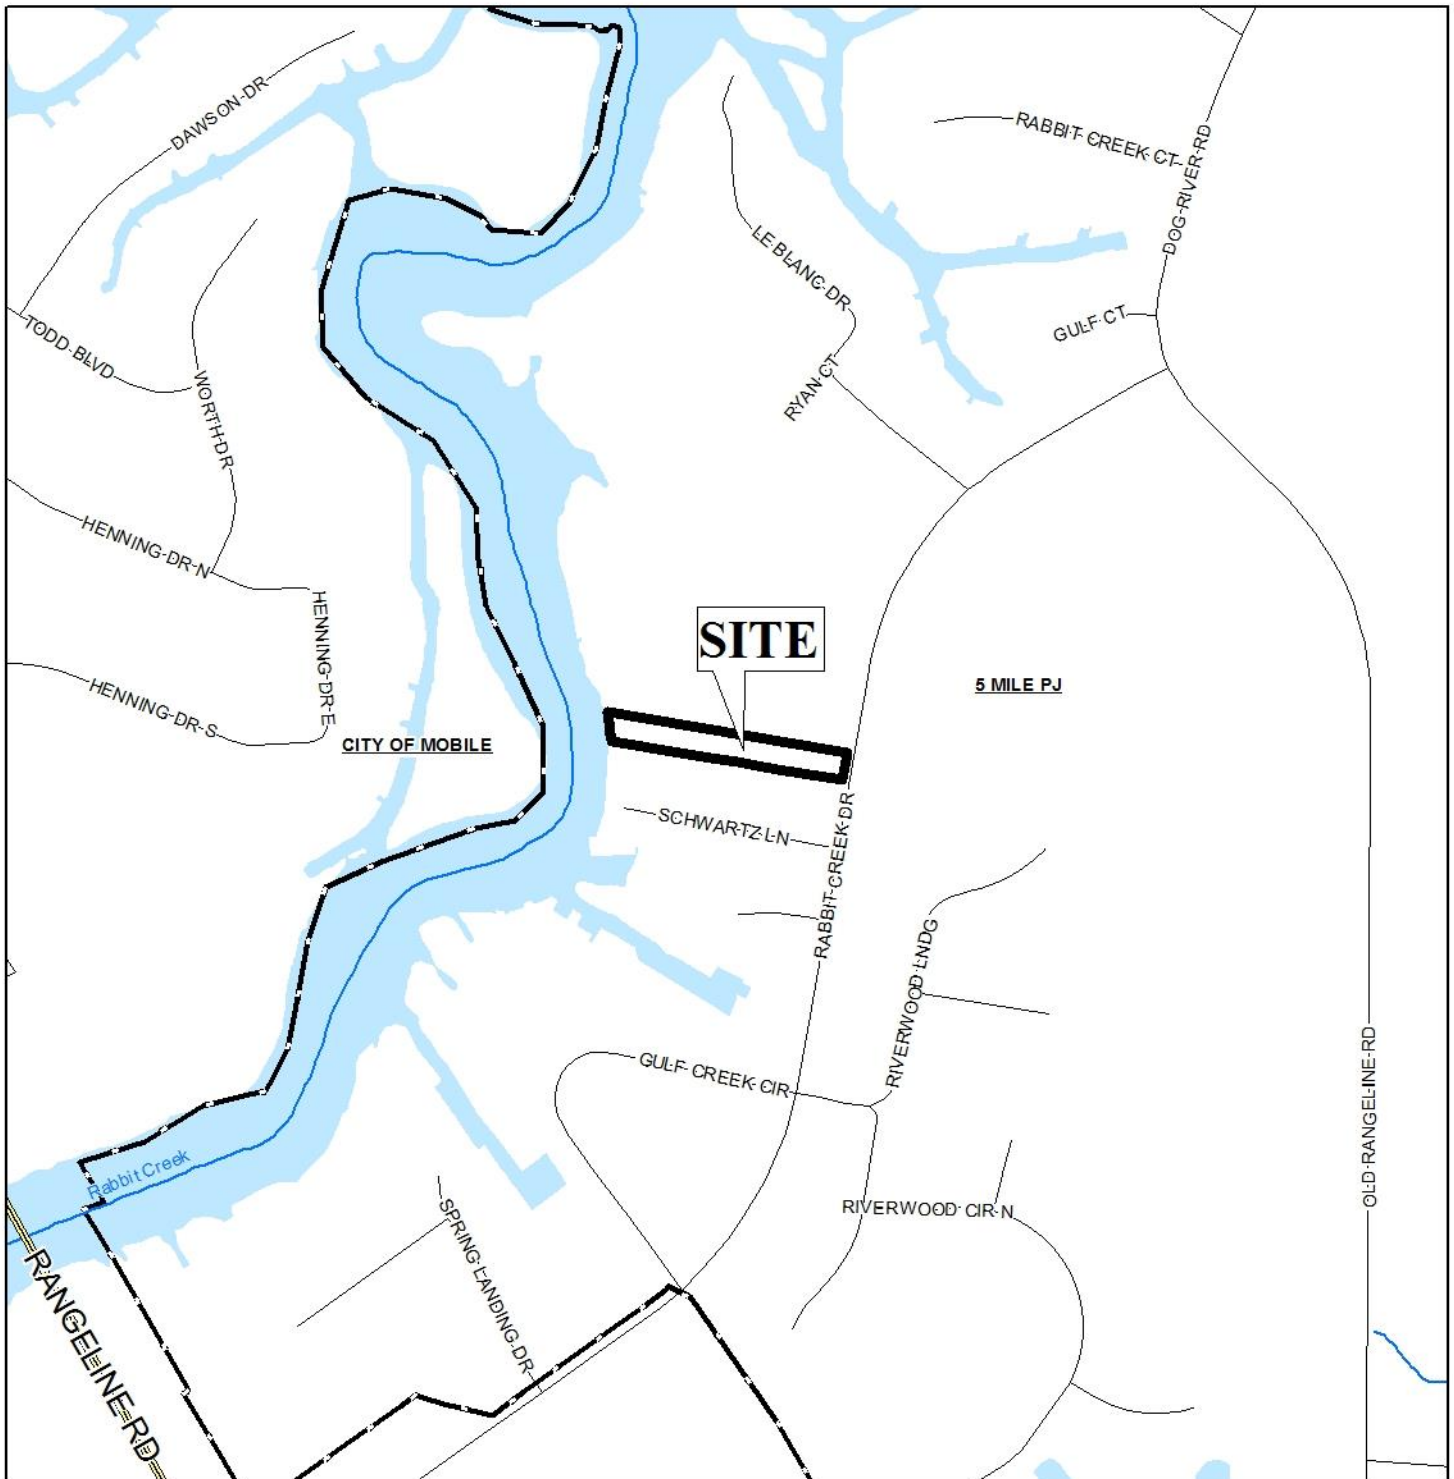 DAWSON DR
RABBIT CREEK CT
DOG RIVER RD
LE BLANC DR
GULF CT
TODD BLVD
RYAN CT
WORTH DR
HENNING DR N
HENNING DR E
SITE
5 MILE PJ
HENNING DR S
CITY OF MOBILE
SCHWARTZ LN
RABBIT CREEK DR
RIVERWOOD LNDG
GULF CREEK CIR
OLD RANGELINE RD
Rabbit Creek
SPRING LANDING DR
RIVERWOOD CIR N
RANGELINE RD